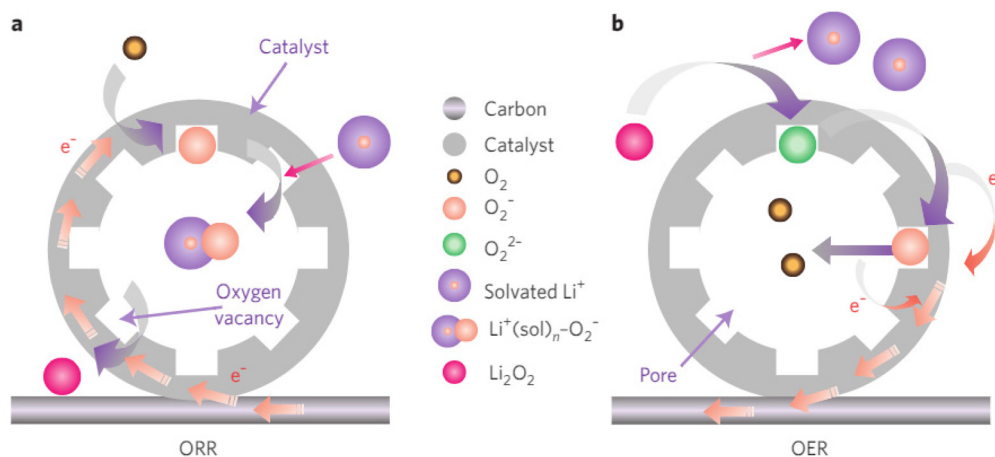 a
Catalyst
e⁻
Oxygen
vacancy
e⁻
ORR
Carbon
Catalyst
O₂
O₂⁻
O₂²⁻
Solvated Li⁺
Li⁺(sol)ₙ–O₂⁻
Li₂O₂
b
e
e⁻
Pore
OER